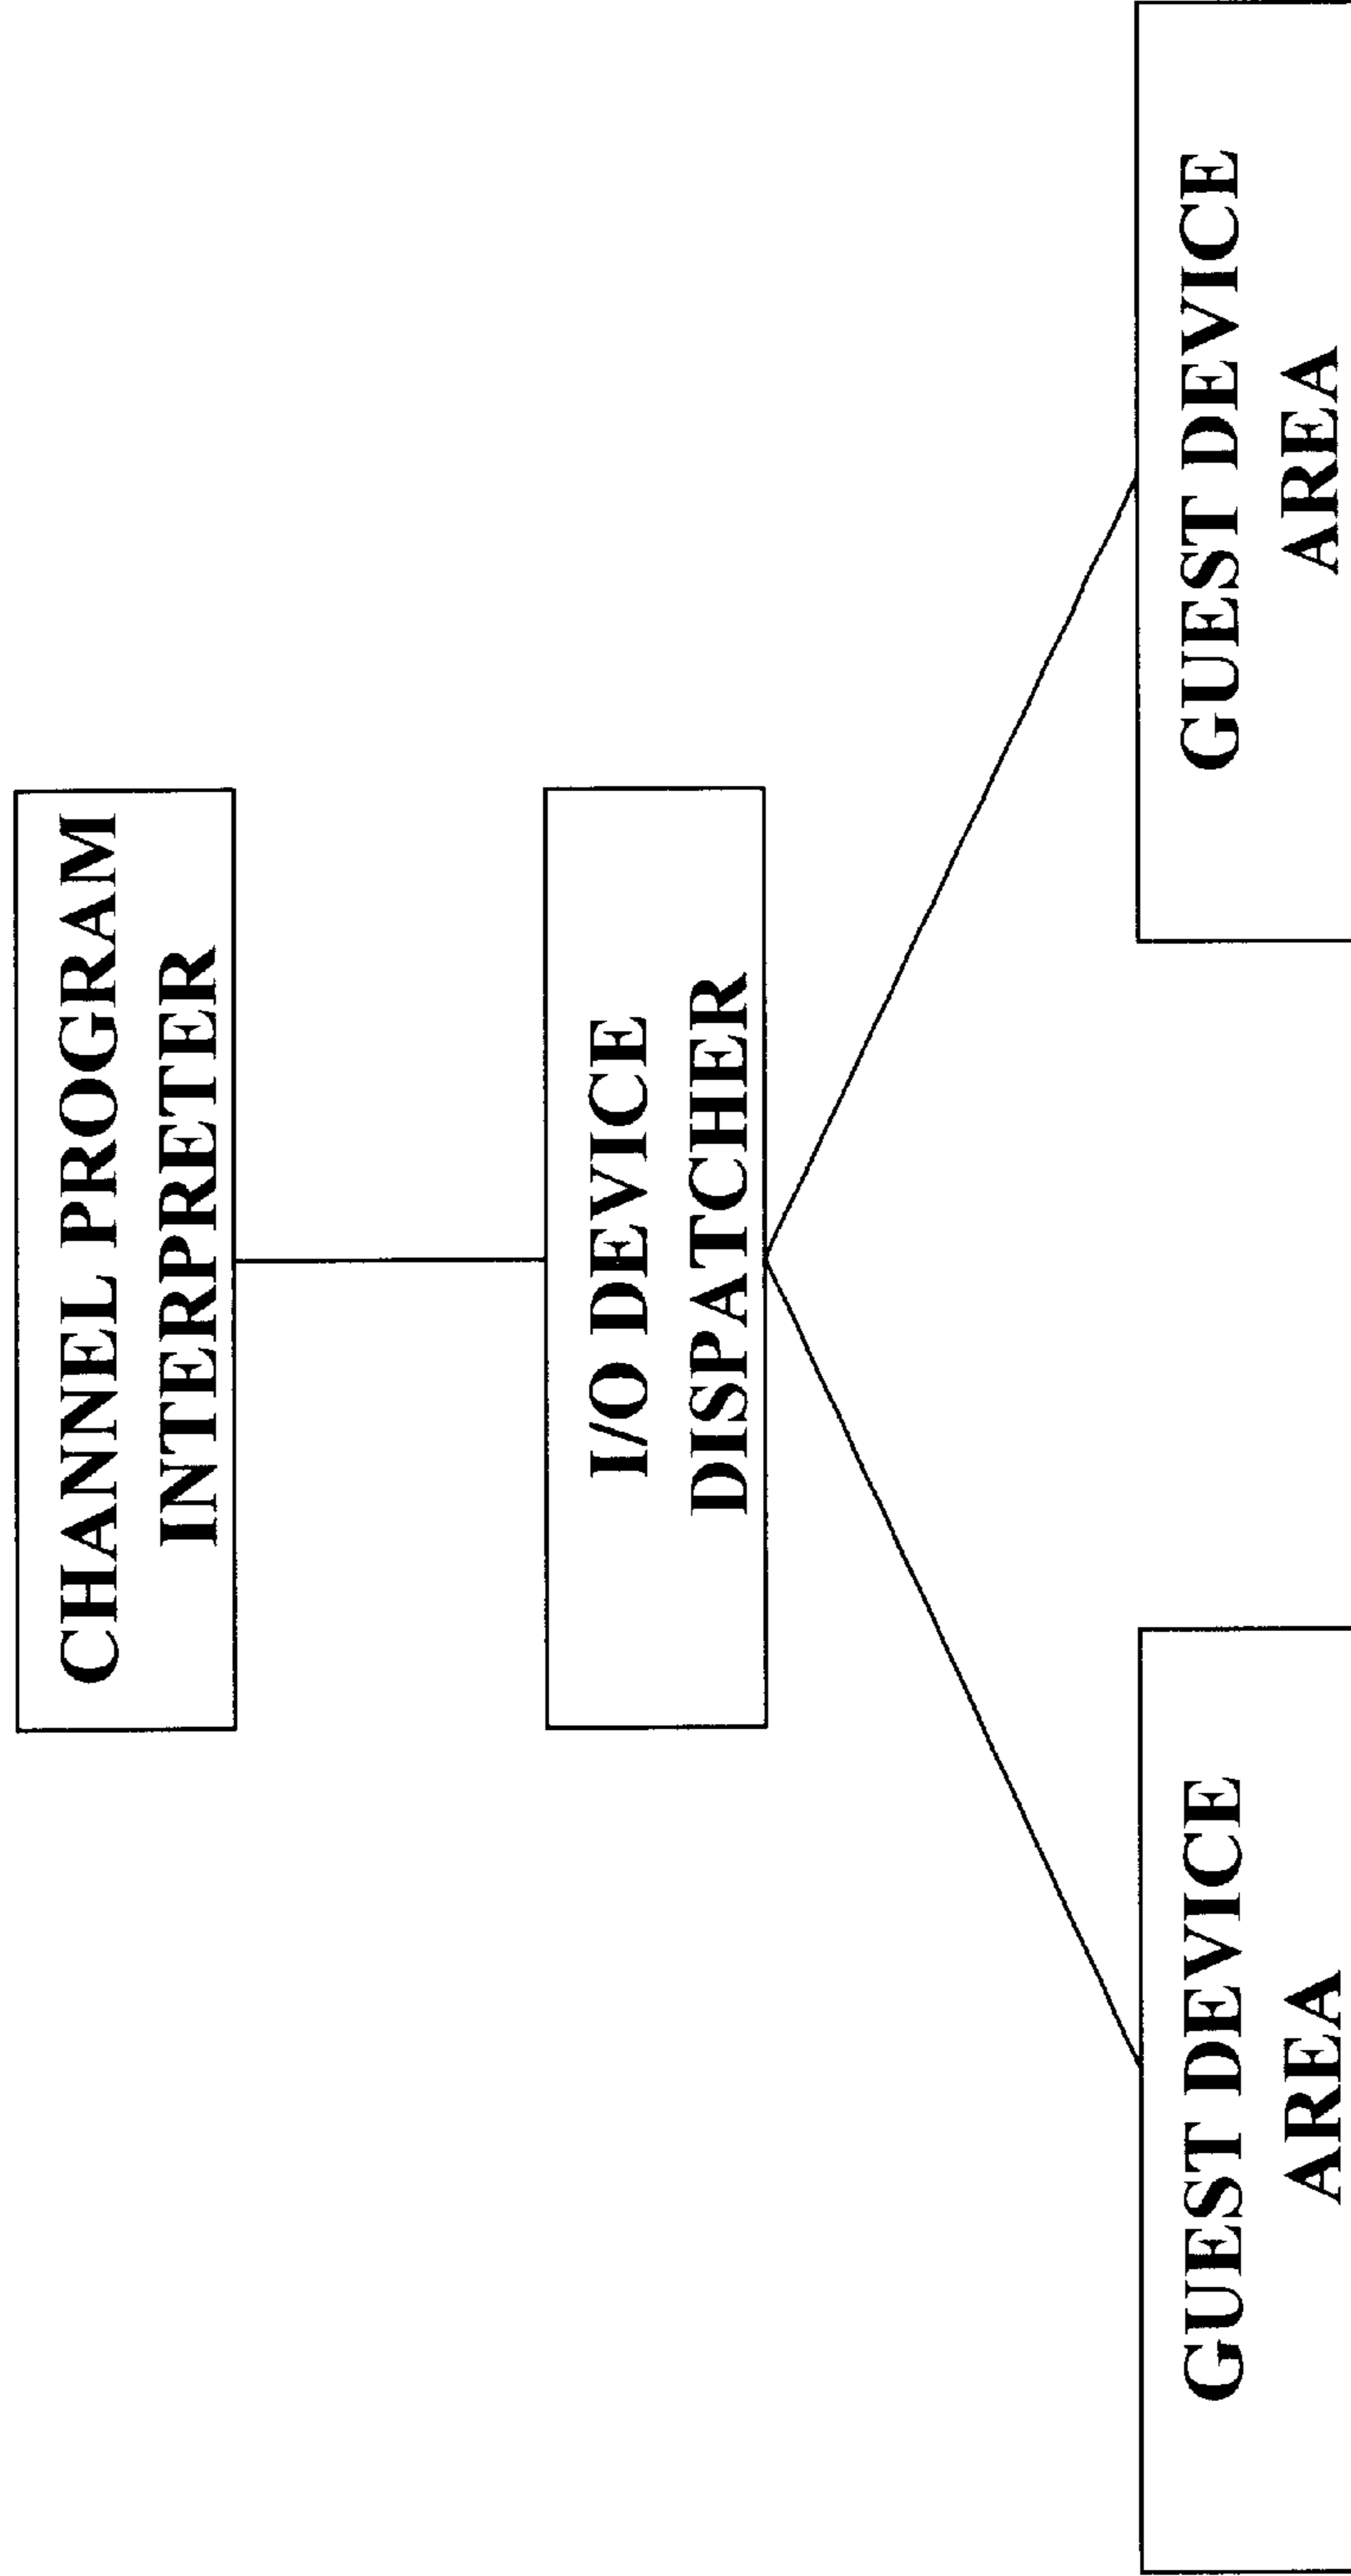 CHANNEL PROGRAM
INTERPRETER
I/O DEVICE
DISPATCHER
GUEST DEVICE
AREA
GUEST DEVICE
AREA